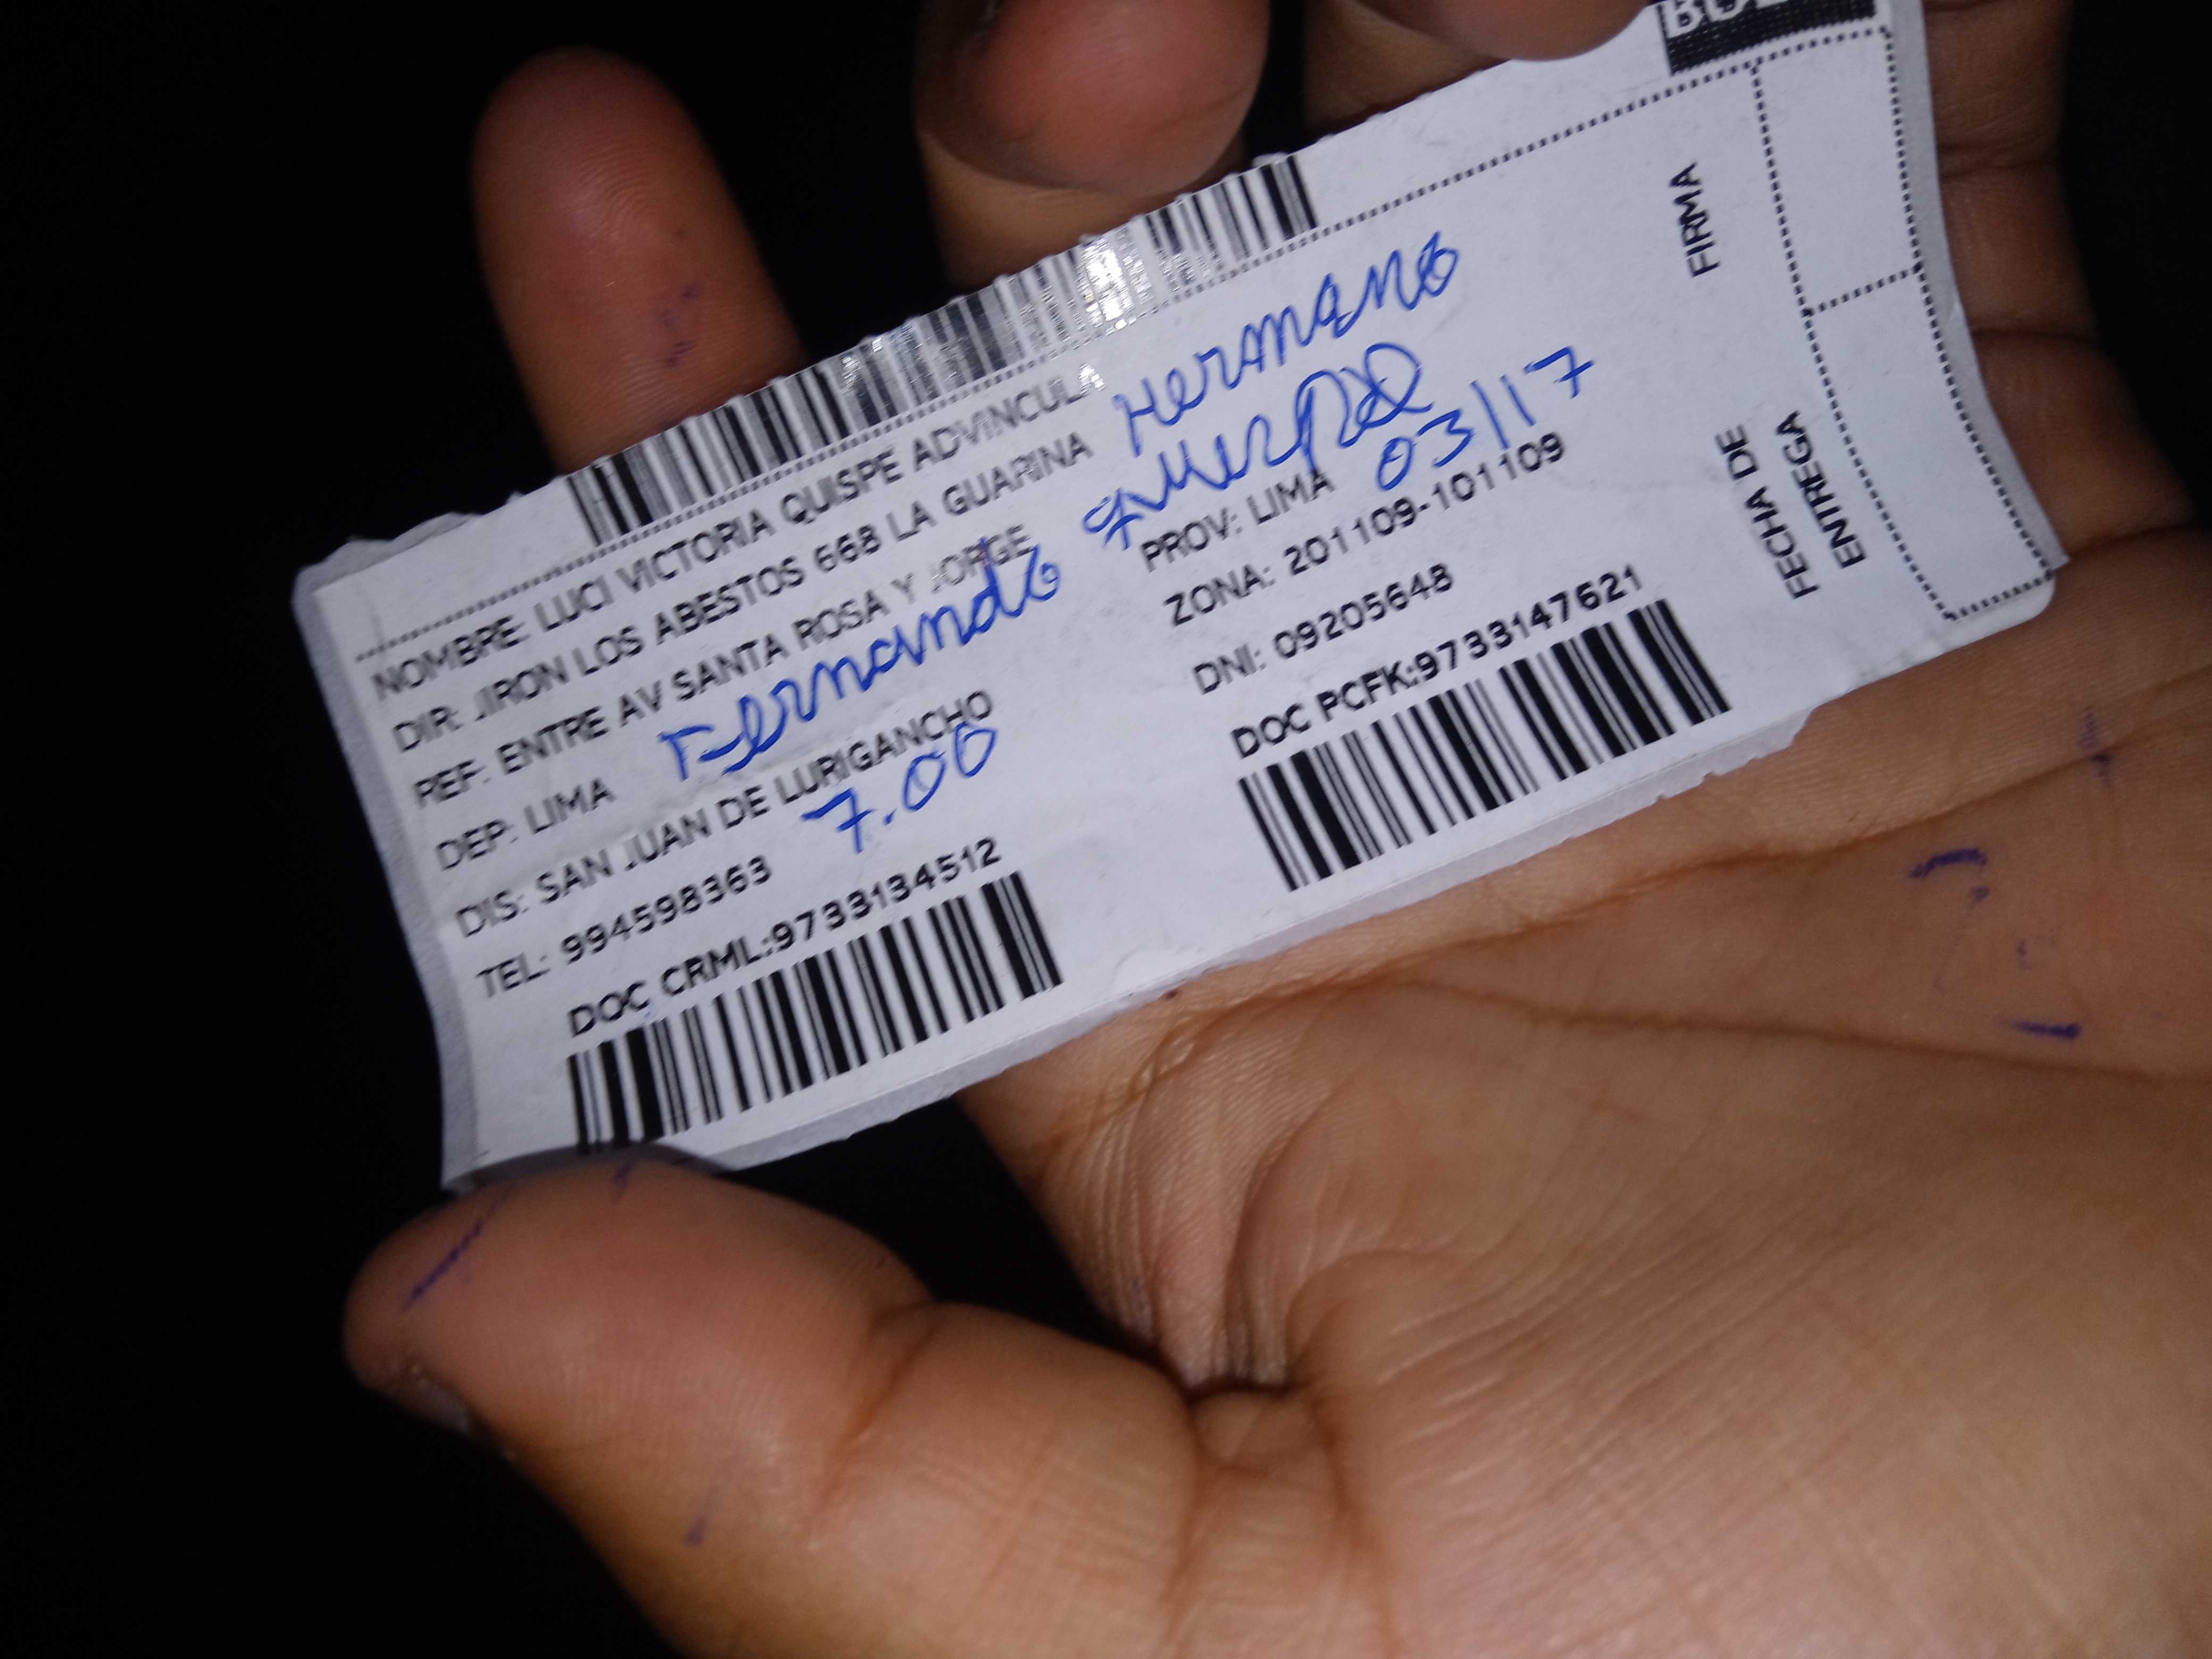 NOMBRE: LUCI VICTORIA QUISPE ADVINCULA
DIR: JIRON LOS ABESTOS 668 LA GUARINA
Hermano
REF: ENTRE AV SANTA ROSA Y JORGE
Fernando
DEP: LIMA
PROV: LIMA
03/17
DIS: SAN JUAN DE LURIGANCHO
ZONA: 201109-101109
7.00
TEL: 994598363
DNI: 09205648
DOC CRML:9733134512
DOC PCFK:9733147621
FIRMA
FECHA DE
ENTREGA